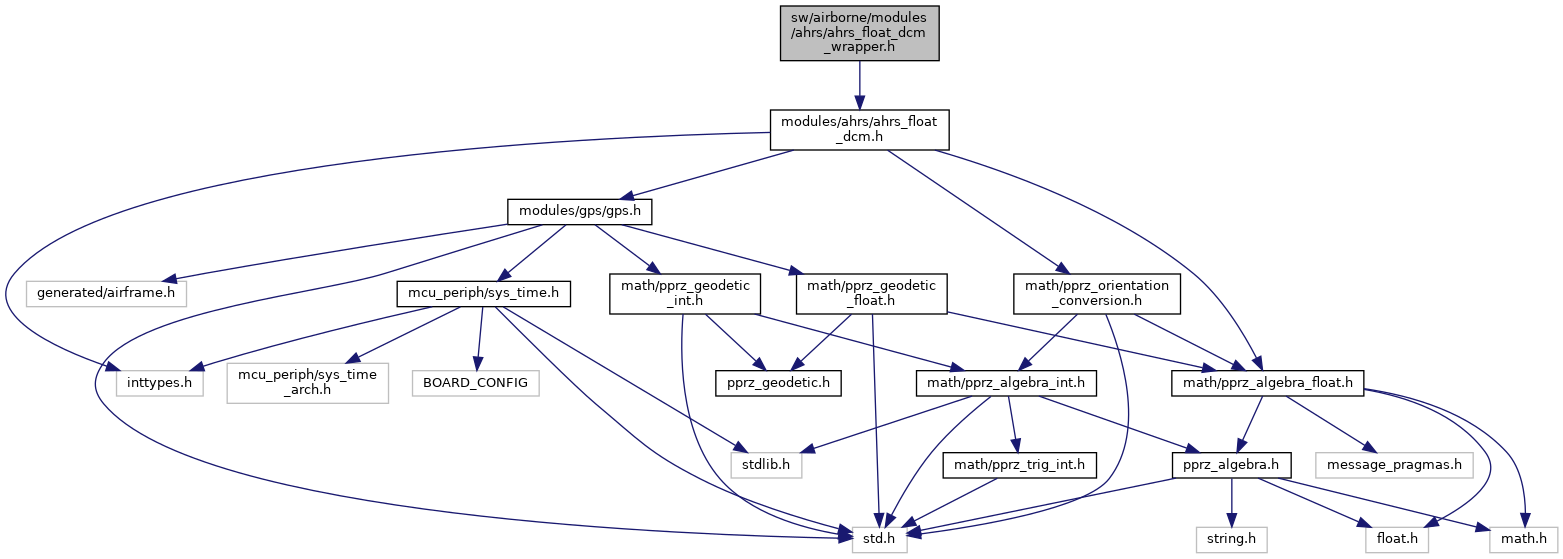 sw/airborne/modules
/ahrs/ahrs_float_dcm
_wrapper.h
modules/ahrs/ahrs_float
_dcm.h
modules/gps/gps.h
generated/airframe.h
mcu_periph/sys_time.h
math/pprz_geodetic
_int.h
math/pprz_geodetic
_float.h
math/pprz_orientation
_conversion.h
inttypes.h
mcu_periph/sys_time
_arch.h
BOARD_CONFIG
pprz_geodetic.h
math/pprz_algebra_int.h
math/pprz_algebra_float.h
stdlib.h
math/pprz_trig_int.h
pprz_algebra.h
message_pragmas.h
std.h
string.h
float.h
math.h